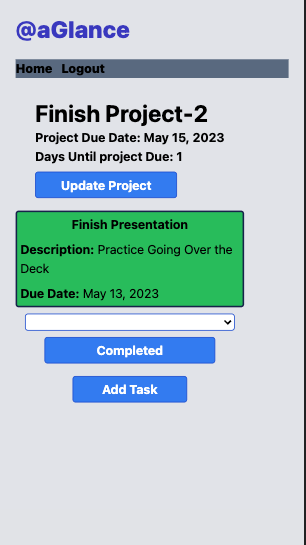 @aGlance
Home Logout
Finish Project-2
Project Due Date: May 15, 2023
Days Until project Due: 1
Update Project
Finish Presentation
Description: Practice Going Over the
Deck
Due Date: May 13, 2023
Completed
Add Task